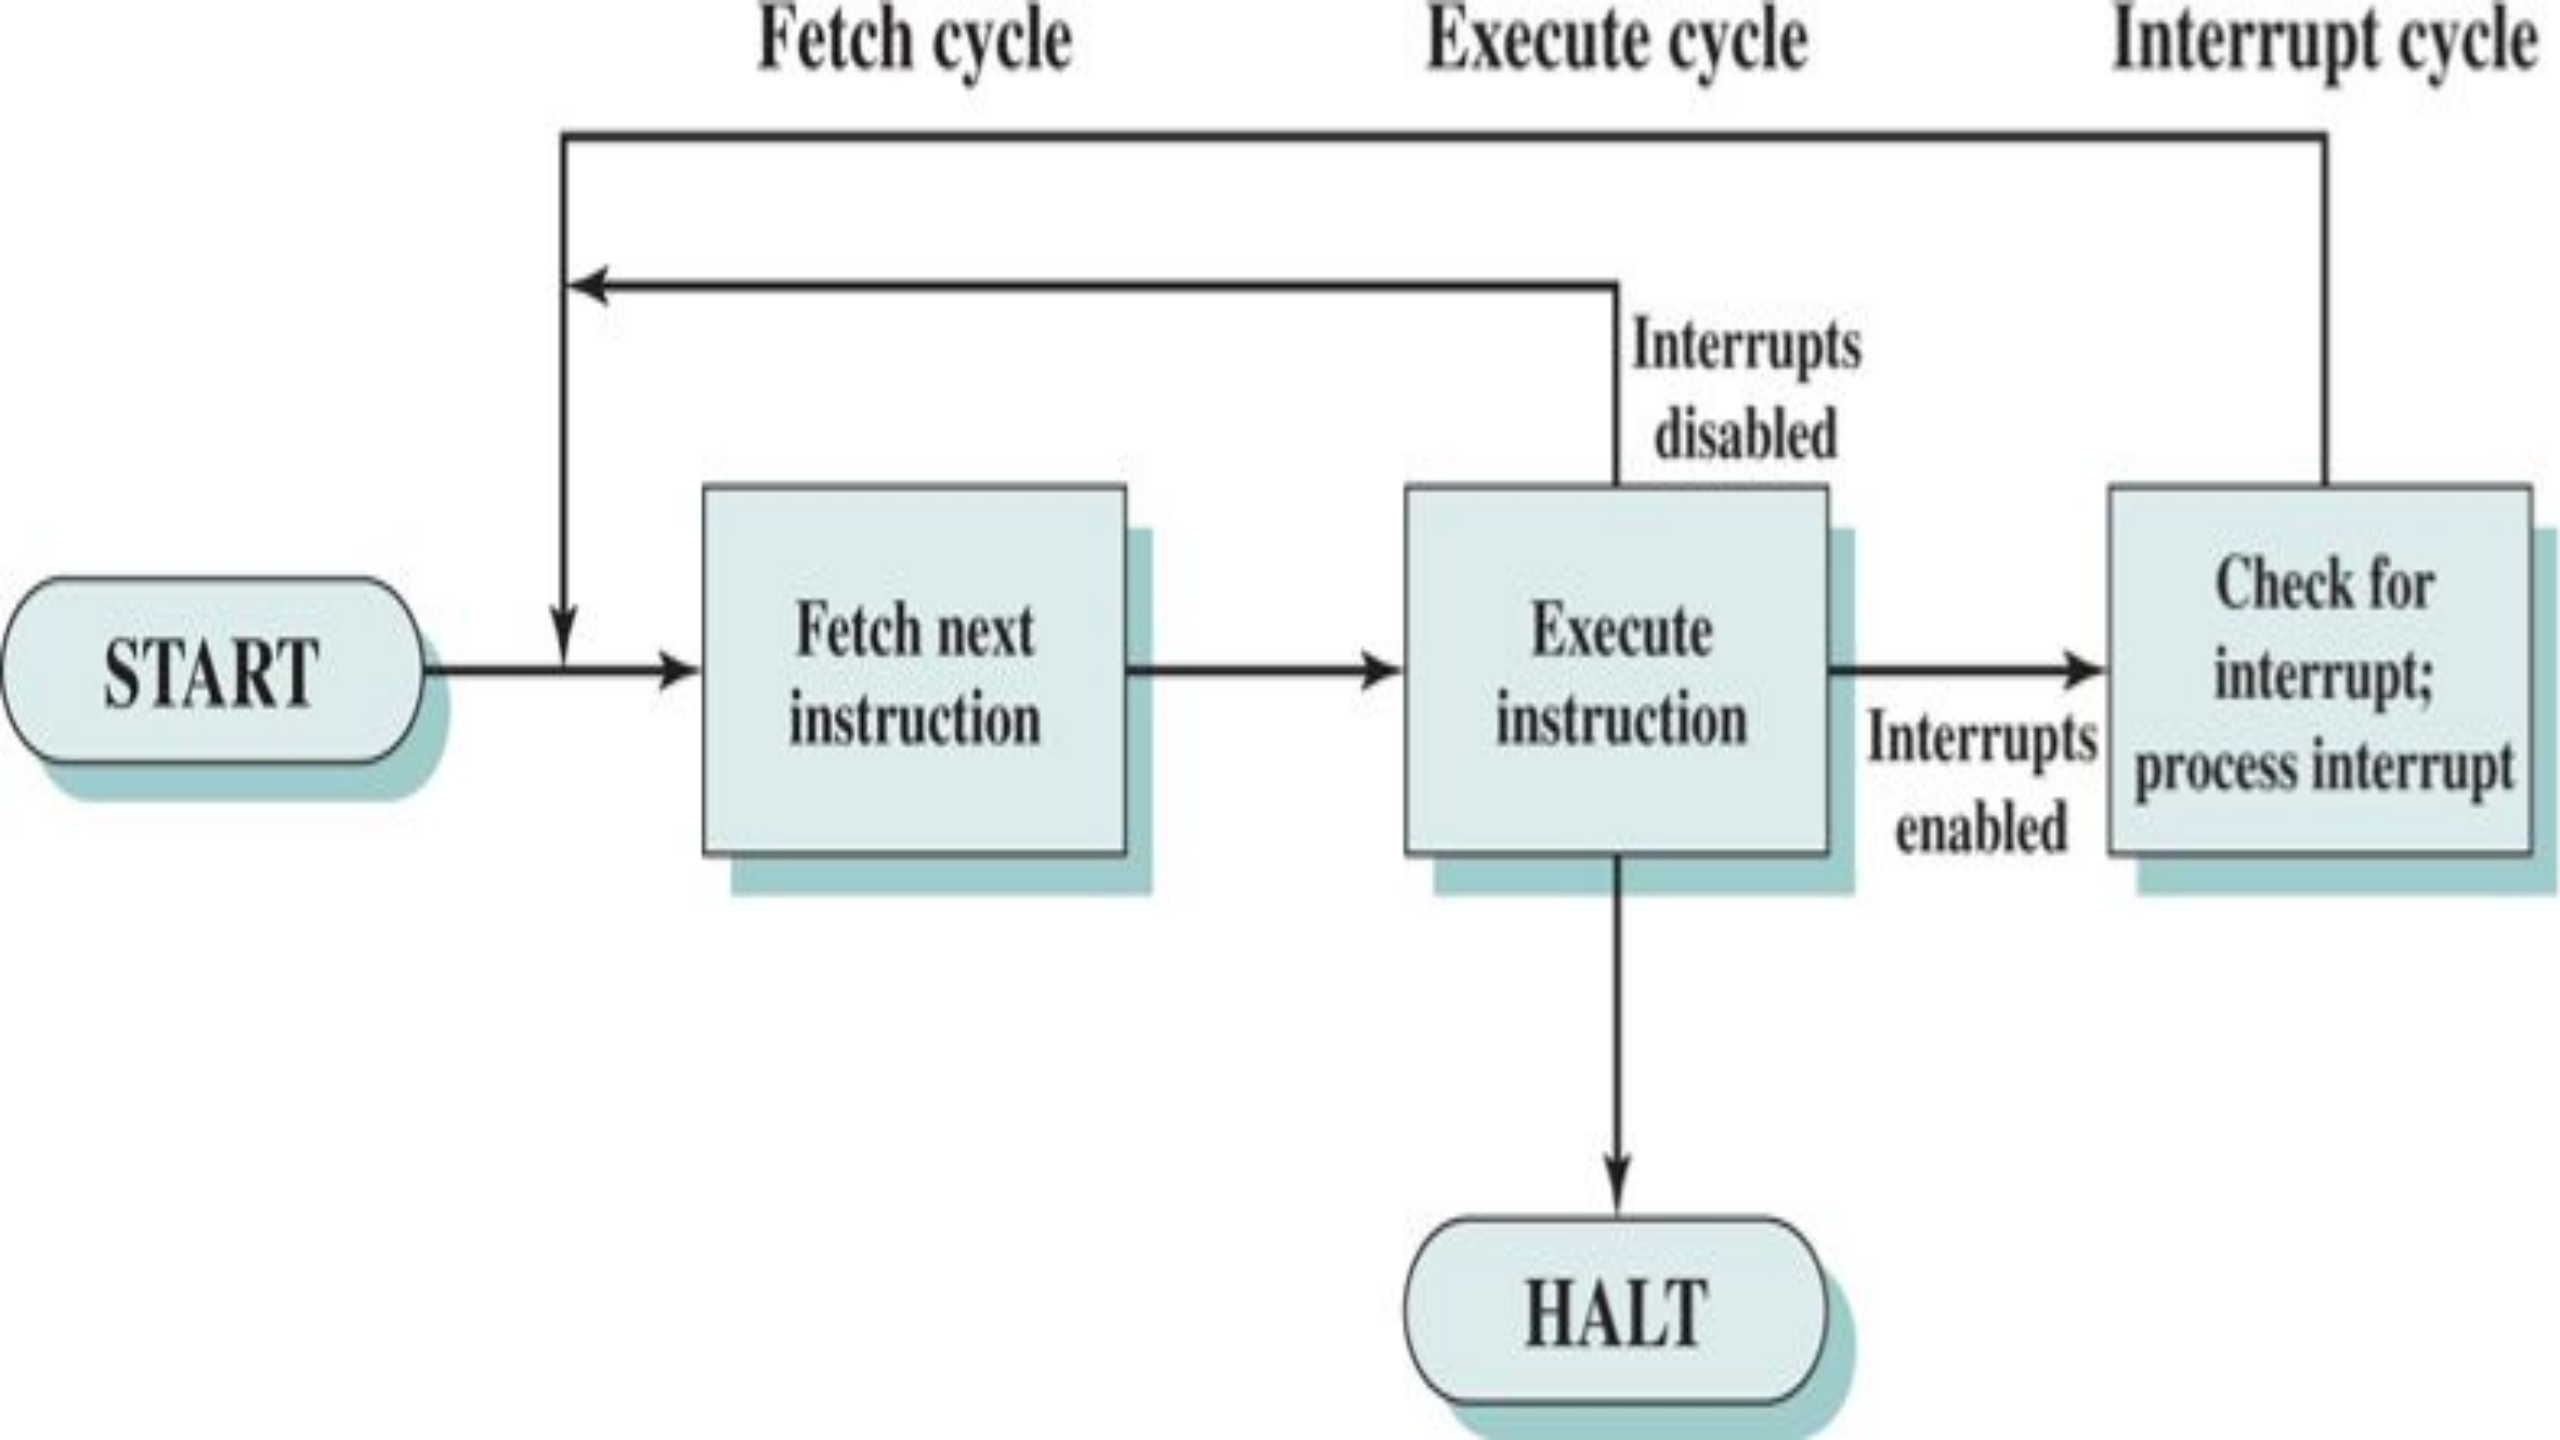 Fetch cycle
Execute cycle
Interrupt cycle
Interrupts
disabled
START
Fetch next
instruction
Execute
instruction
Interrupts
enabled
Check for
interrupt;
process interrupt
HALT